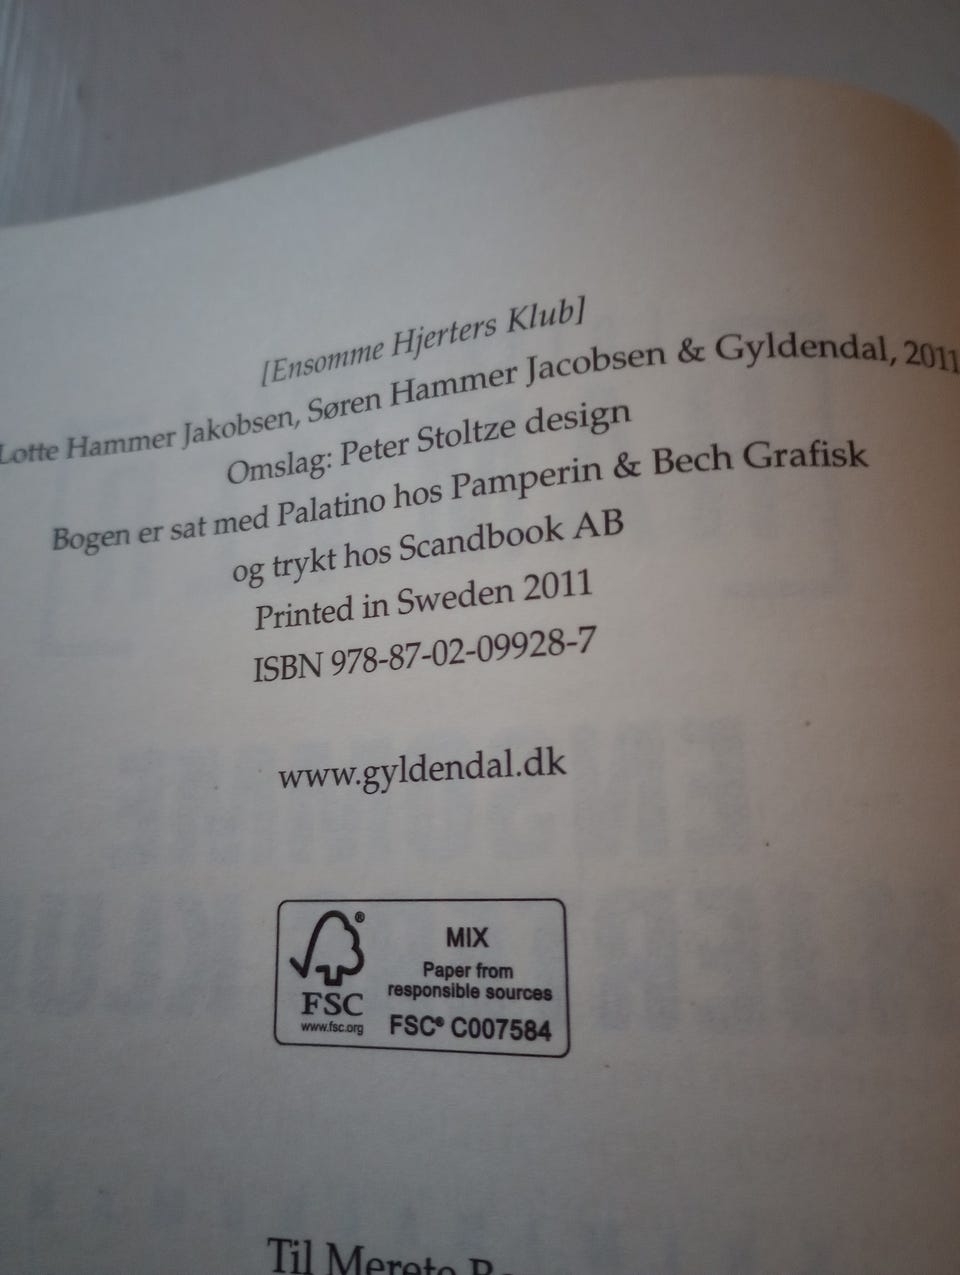 [Ensomme Hjerters Klub]
Lotte Hammer Jakobsen, Søren Hammer Jacobsen & Gyldendal, 2011
Omslag: Peter Stoltze design
Bogen er sat med Palatino hos Pamperin & Bech Grafisk
og trykt hos Scandbook AB
Printed in Sweden 2011
ISBN 978-87-02-09928-7
www.gyldendal.dk
MIX
Paper from
responsible sources
FSC® C007584
®
FSC
www.fsc.org
Til Merete